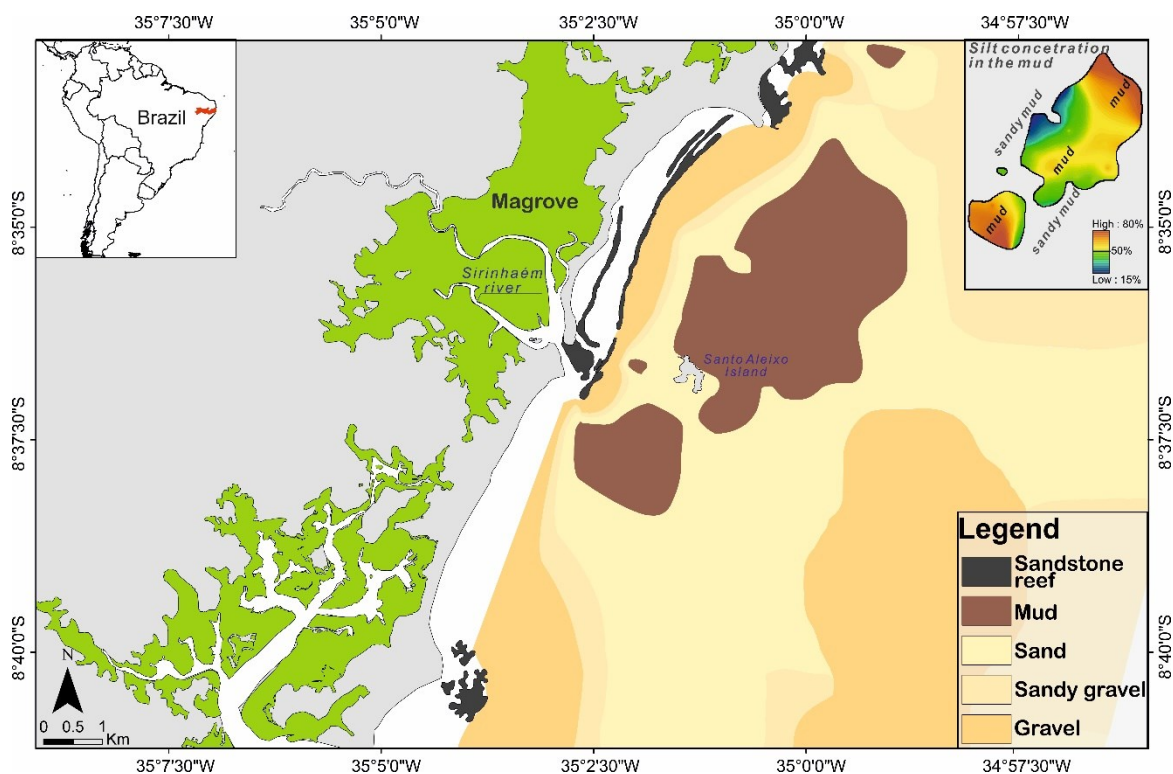 35°7'30"W 35°5'0"W 35°2'30"W 35°0'0"W 34°57'30"W
Brazil
Silt concetration
in the mud
mud
sandy mud
mud
mud
sandy mud
High : 80%
50%
Low : 15%
8°35'0"S
8°35'0"S
Magrove
Sirinhaém
river
Santo Aleixo
Island
8°37'30"S
8°37'30"S
Legend
Sandstone
reef
Mud
Sand
Sandy gravel
Gravel
8°40'0"S
8°40'0"S
N
0 0.5 1
Km
35°7'30"W 35°5'0"W 35°2'30"W 35°0'0"W 34°57'30"W